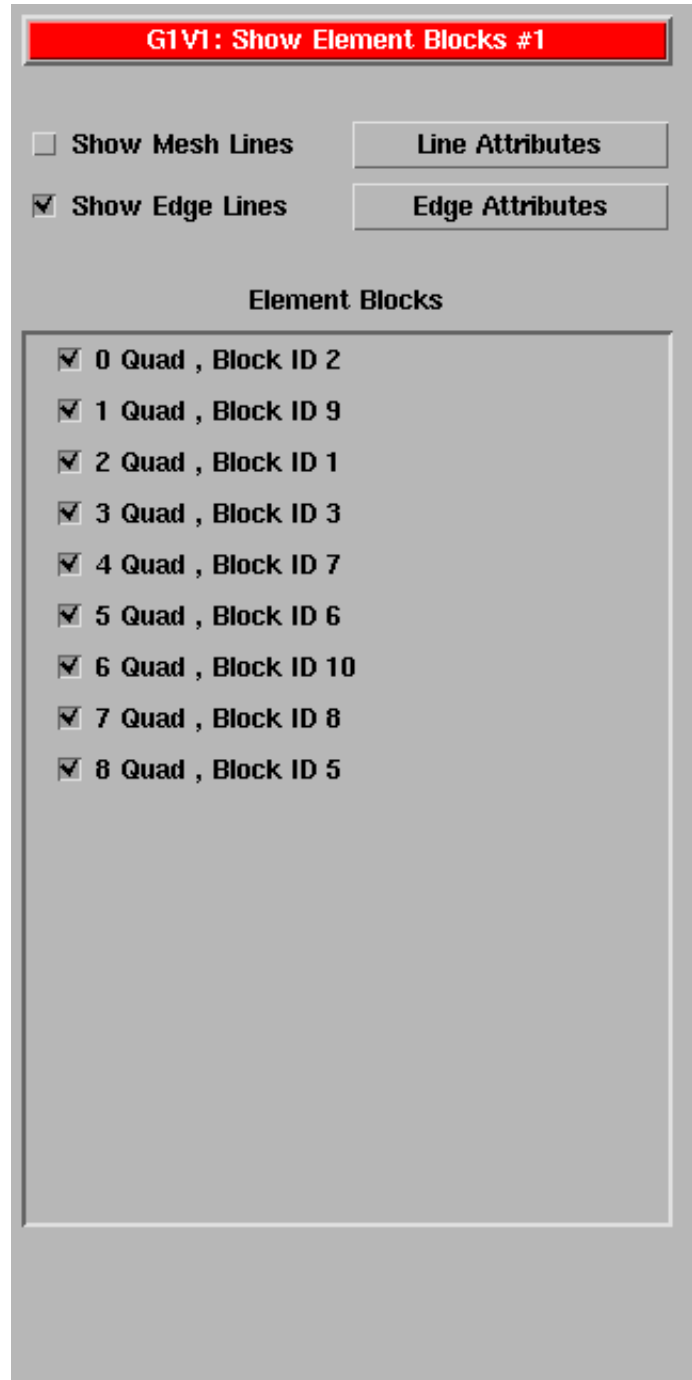 G1V1: Show Element Blocks #1
Show Mesh Lines Line Attributes
Show Edge Lines Edge Attributes
Element Blocks
0 Quad , Block ID 2
1 Quad , Block ID 9
2 Quad , Block ID 1
3 Quad , Block ID 3
4 Quad , Block ID 7
5 Quad , Block ID 6
6 Quad , Block ID 10
7 Quad , Block ID 8
8 Quad , Block ID 5